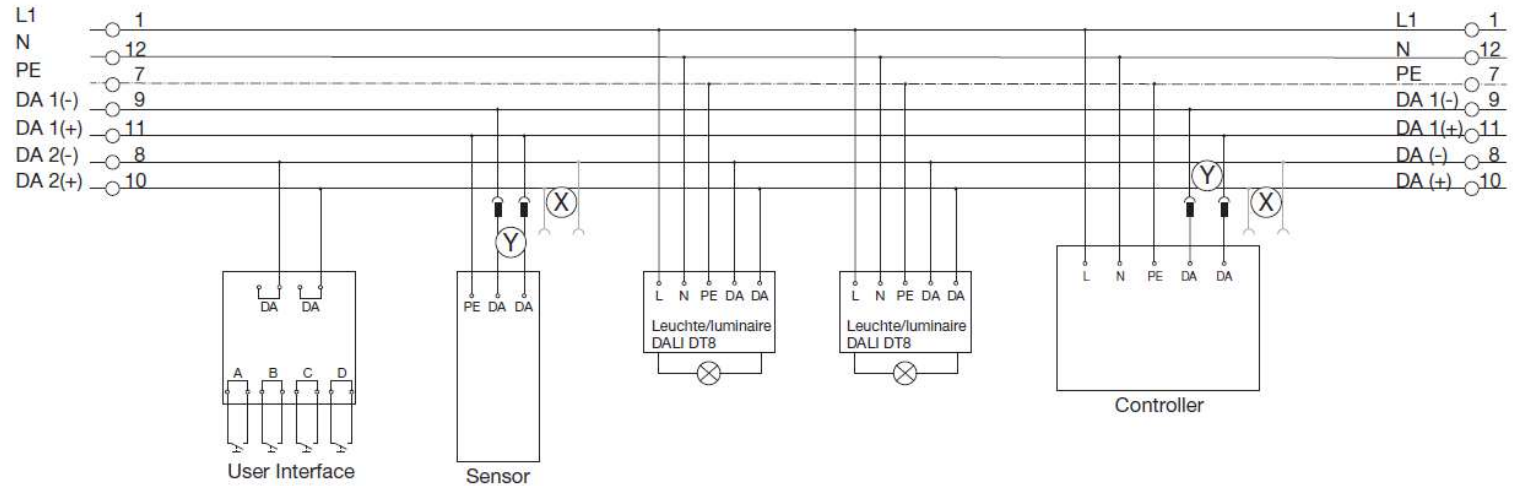 L1 1
N 12
PE 7
DA 1(-) 9
DA 1(+) 11
DA 2(-) 8
DA 2(+) 10
L1 1
N 12
PE 7
DA 1(-) 9
DA 1(+) 11
DA (-) 8
DA (+) 10
X
Y
Y
X
DA DA
A B C D
User Interface
PE DA DA
Sensor
L N PE DA DA
Leuchte/luminaire
DALI DT8
L N PE DA DA
Leuchte/luminaire
DALI DT8
L N PE DA DA
Controller